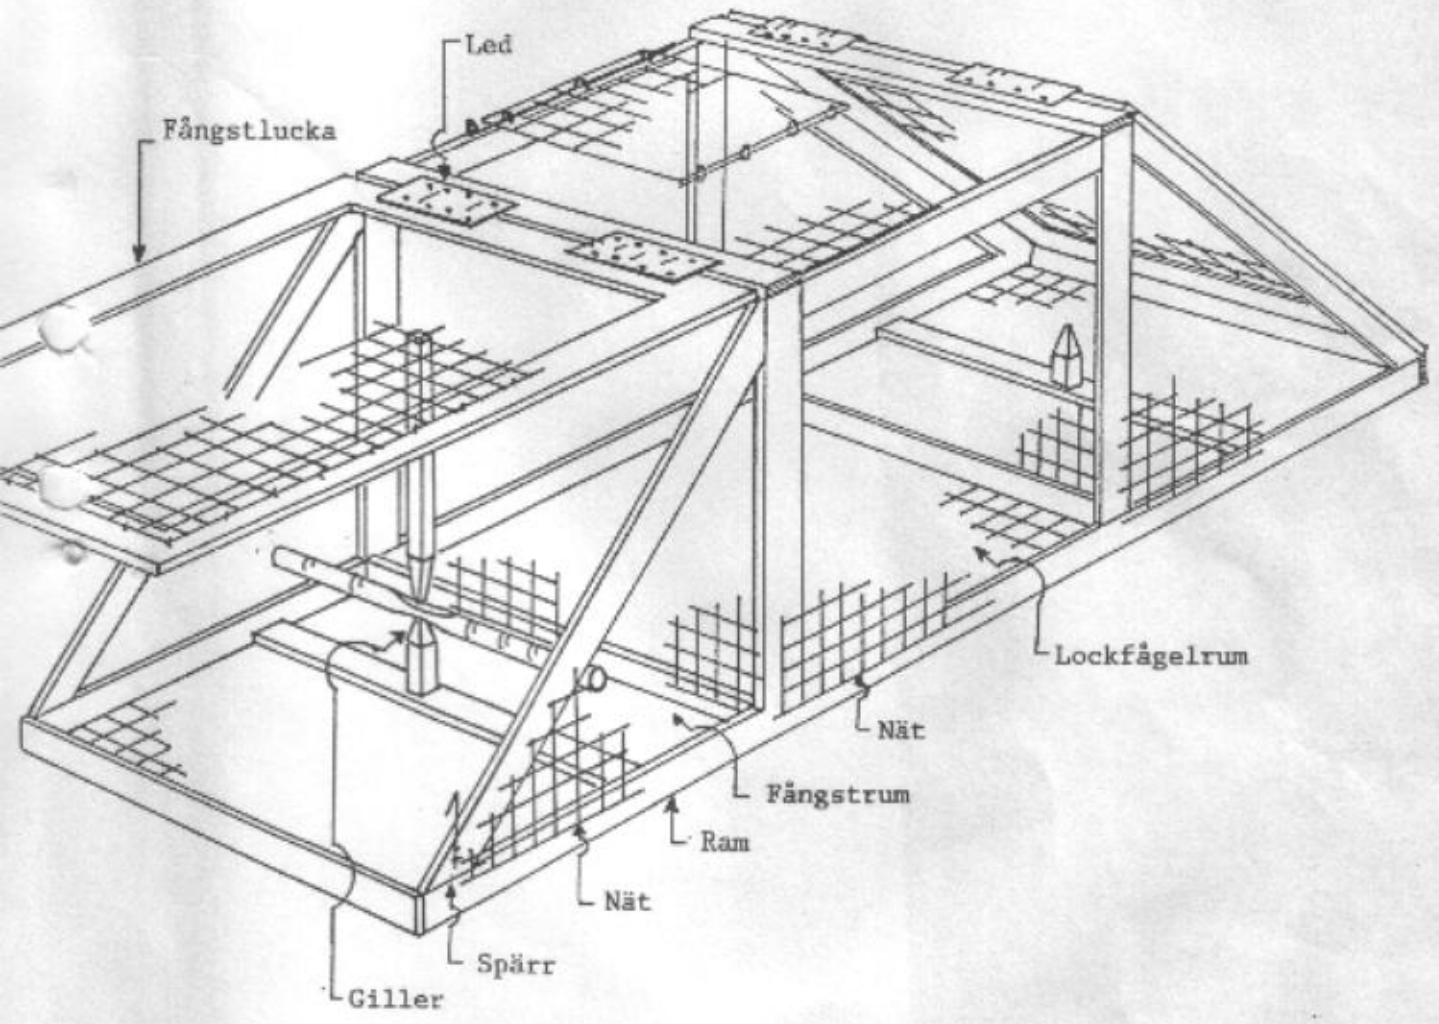 Led
Fångstlucka
Lockfågelrum
Nät
Fångstrum
Ram
Nät
Spärr
Giller